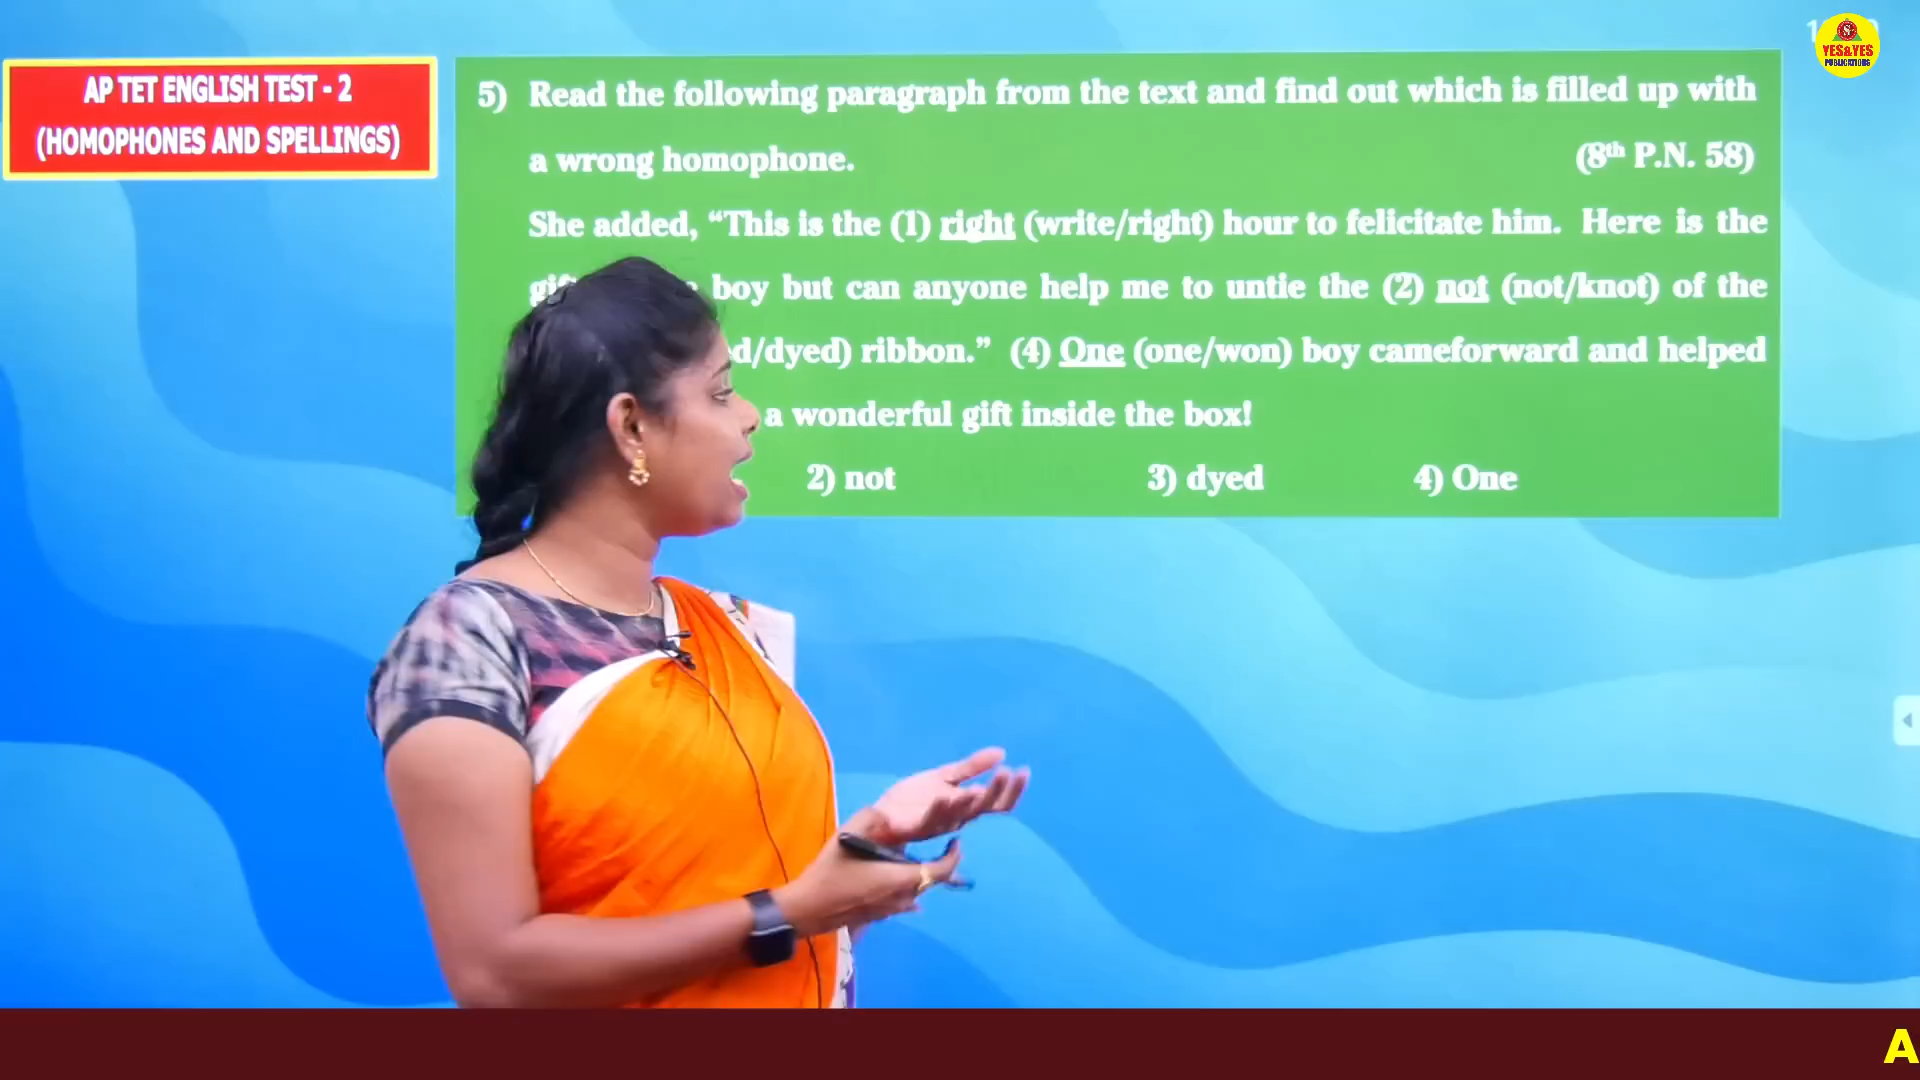 AP TET ENGLISH TEST - 2
(HOMOPHONES AND SPELLINGS)
YES&YES
PUBLICATIONS
5) Read the following paragraph from the text and find out which is filled up with
a wrong homophone. (8th P.N. 58)
She added, “This is the (1) right (write/right) hour to felicitate him. Here is the
boy but can anyone help me to untie the (2) not (not/knot) of the
/dyed) ribbon.” (4) One (one/won) boy cameforward and helped
a wonderful gift inside the box!
2) not 3) dyed 4) One
A